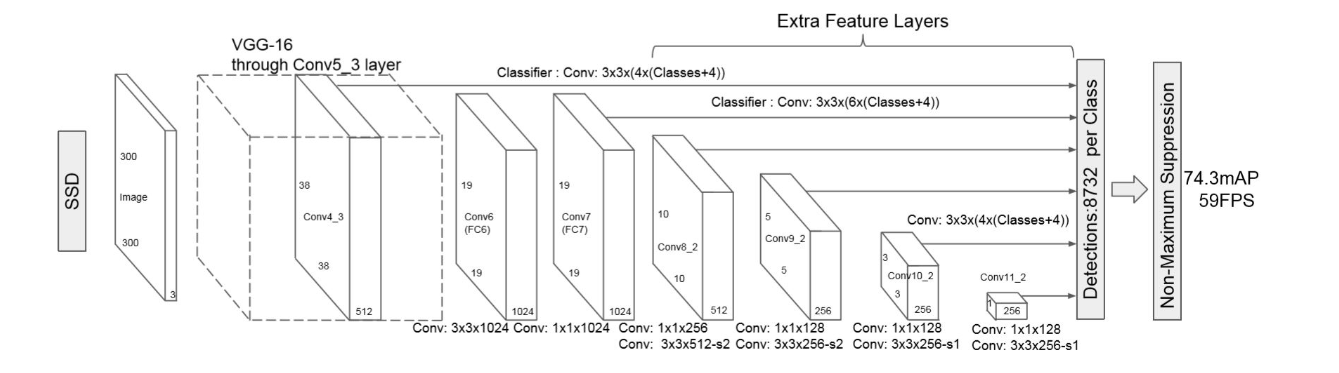 Extra Feature Layers
VGG-16
through Conv5_3 layer
Classifier : Conv: 3x3x(4x(Classes+4))
Classifier : Conv: 3x3x(6x(Classes+4))
SSD
300
Image
300
3
38
Conv4_3
38
512
19
Conv6
(FC6)
19
1024
19
Conv7
(FC7)
19
1024
10
Conv8_2
10
512
5
Conv9_2
5
256
Conv: 3x3x(4x(Classes+4))
3
Conv10_2
3
256
Conv11_2
1
256
Detections:8732 per Class
Non-Maximum Suppression
74.3mAP
59FPS
Conv: 3x3x1024
Conv: 1x1x1024
Conv: 1x1x256
Conv: 3x3x512-s2
Conv: 1x1x128
Conv: 3x3x256-s2
Conv: 1x1x128
Conv: 3x3x256-s1
Conv: 1x1x128
Conv: 3x3x256-s1